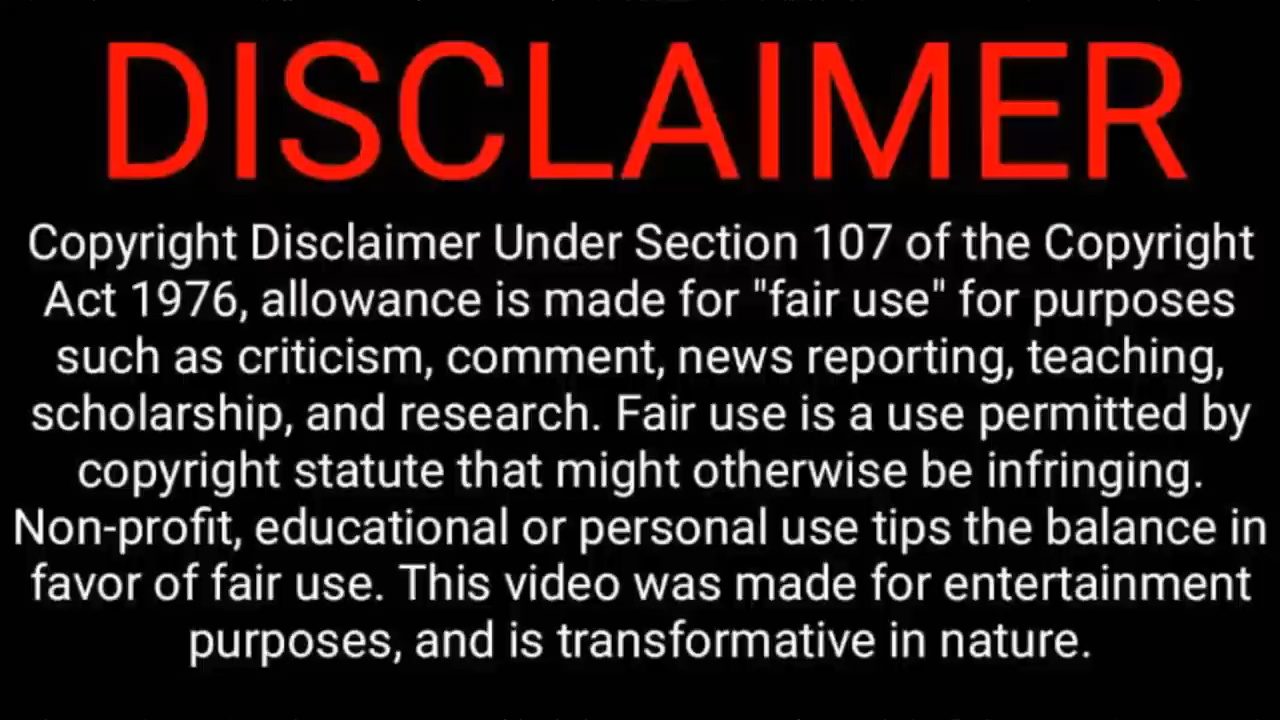 DISCLAIMER
Copyright Disclaimer Under Section 107 of the Copyright
Act 1976, allowance is made for "fair use" for purposes
such as criticism, comment, news reporting, teaching,
scholarship, and research. Fair use is a use permitted by
copyright statute that might otherwise be infringing.
Non-profit, educational or personal use tips the balance in
favor of fair use. This video was made for entertainment
purposes, and is transformative in nature.